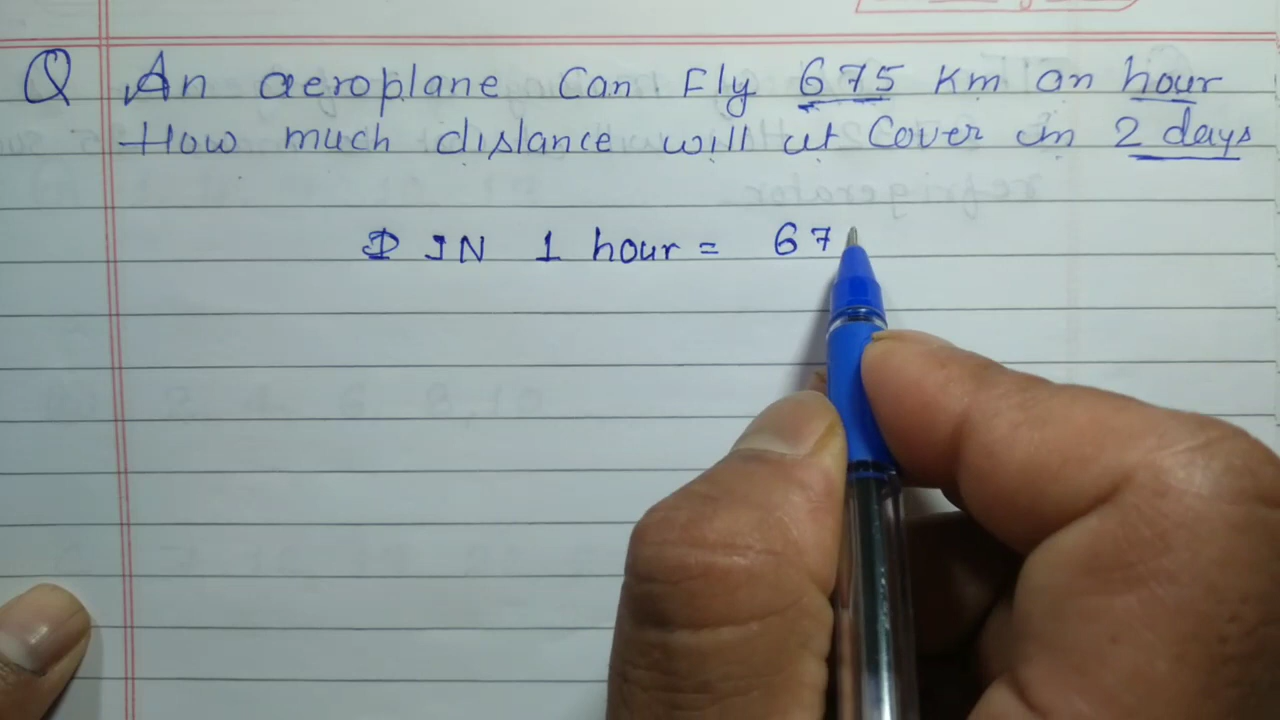 Q An aeroplane Can Fly 675 Km an hour
How much distance will it Cover in 2 days
D IN 1 hour = 67